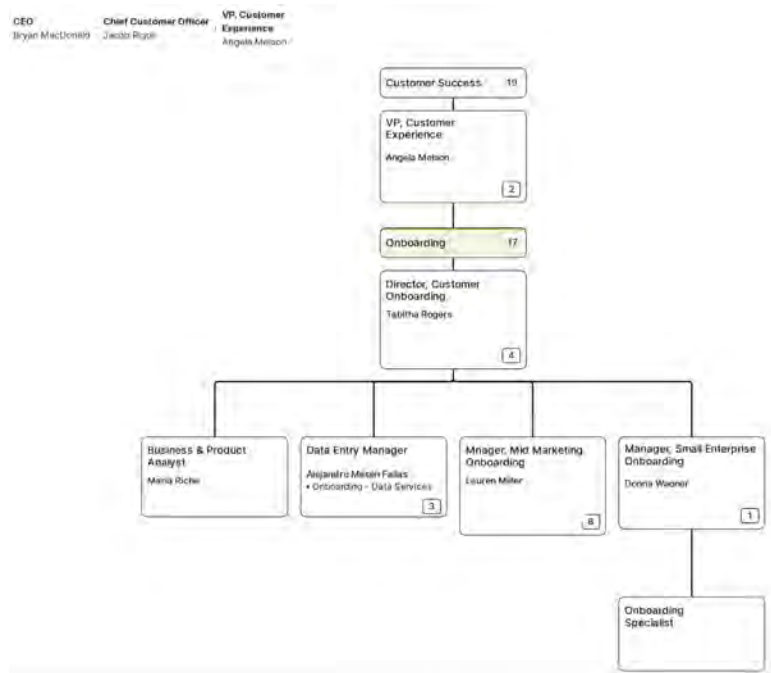 CEO
Bryan MacDonald
Chief Customer Officer
Jacob
VP, Customer
Experience
Angela Melson
Customer Success 19
VP, Customer
Experience
Angela Melson
2
Onboarding 17
Director, Customer
Onboarding
Tabitha Rogers
4
Business & Product
Analyst
Maria Riche
Data Entry Manager
Alejandro Mesen Fallas
• Onboarding - Data Services
3
Mnager, Mid Marketing
Onboarding
Lauren Miller
8
Manager, Small Enterprise
Onboarding
Donna Wagner
1
Onboarding
Specialist